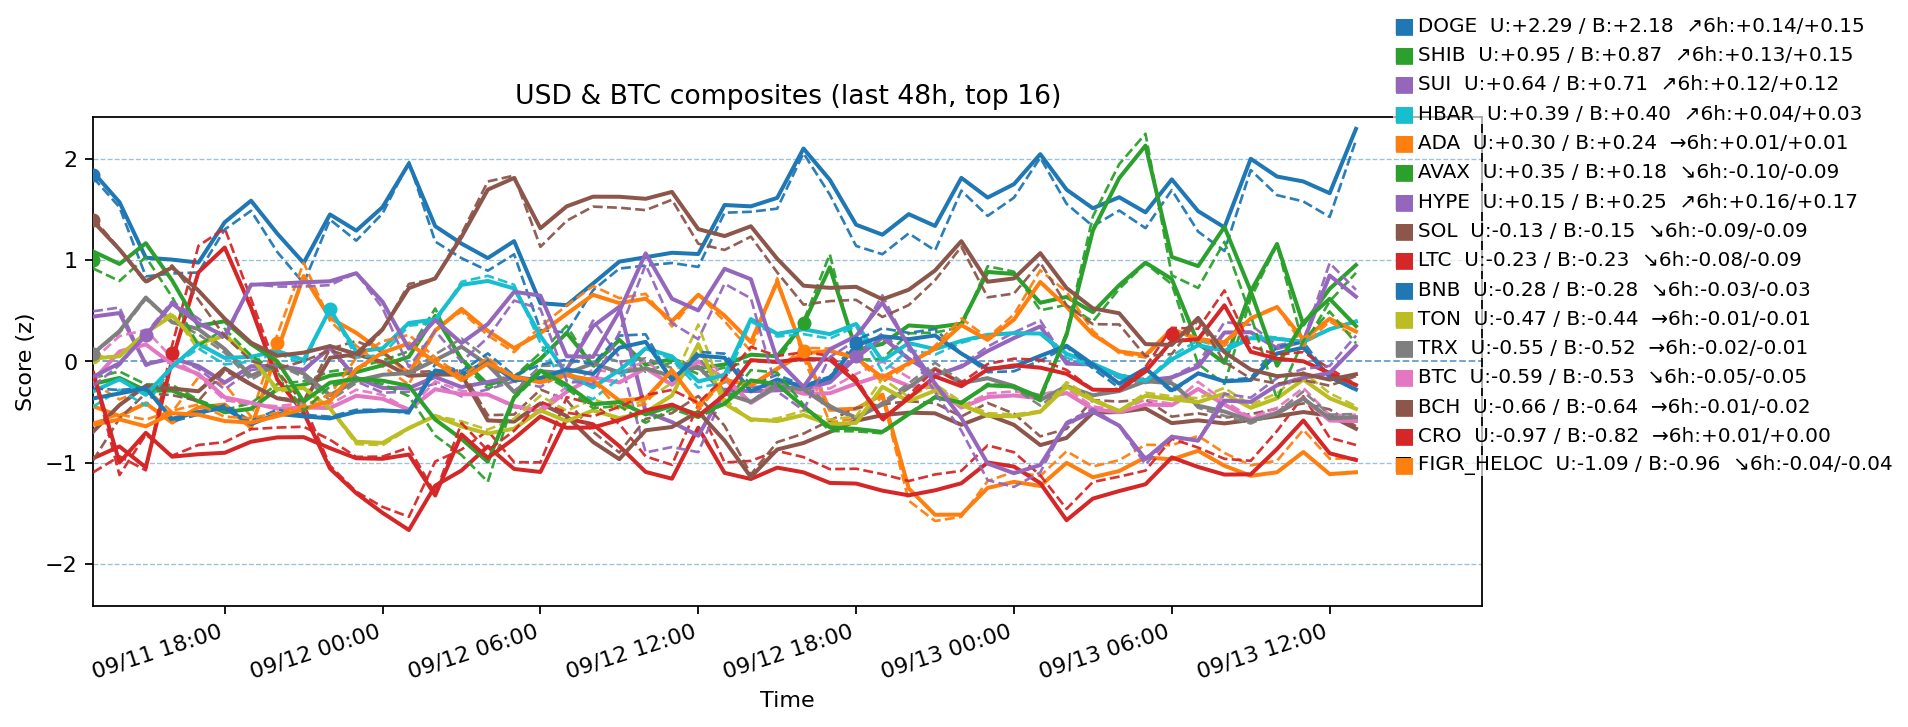 USD & BTC composites (last 48h, top 16)
DOGE U:+2.29 / B:+2.18 ↗6h:+0.14/+0.15
SHIB U:+0.95 / B:+0.87 ↗6h:+0.13/+0.15
SUI U:+0.64 / B:+0.71 ↗6h:+0.12/+0.12
HBAR U:+0.39 / B:+0.40 ↗6h:+0.04/+0.03
ADA U:+0.30 / B:+0.24 →6h:+0.01/+0.01
AVAX U:+0.35 / B:+0.18 ↘6h:-0.10/-0.09
HYPE U:+0.15 / B:+0.25 ↗6h:+0.16/+0.17
SOL U:-0.13 / B:-0.15 ↘6h:-0.09/-0.09
LTC U:-0.23 / B:-0.23 ↘6h:-0.08/-0.09
BNB U:-0.28 / B:-0.28 ↘6h:-0.03/-0.03
TON U:-0.47 / B:-0.44 →6h:-0.01/-0.01
TRX U:-0.55 / B:-0.52 →6h:-0.02/-0.01
BTC U:-0.59 / B:-0.53 ↘6h:-0.05/-0.05
BCH U:-0.66 / B:-0.64 →6h:-0.01/-0.02
CRO U:-0.97 / B:-0.82 →6h:+0.01/+0.00
FIGR_HELOC U:-1.09 / B:-0.96 ↘6h:-0.04/-0.04
Score (z)
2
1
0
−1
−2
09/11 18:00
09/12 00:00
09/12 06:00
09/12 12:00
09/12 18:00
09/13 00:00
09/13 06:00
09/13 12:00
Time